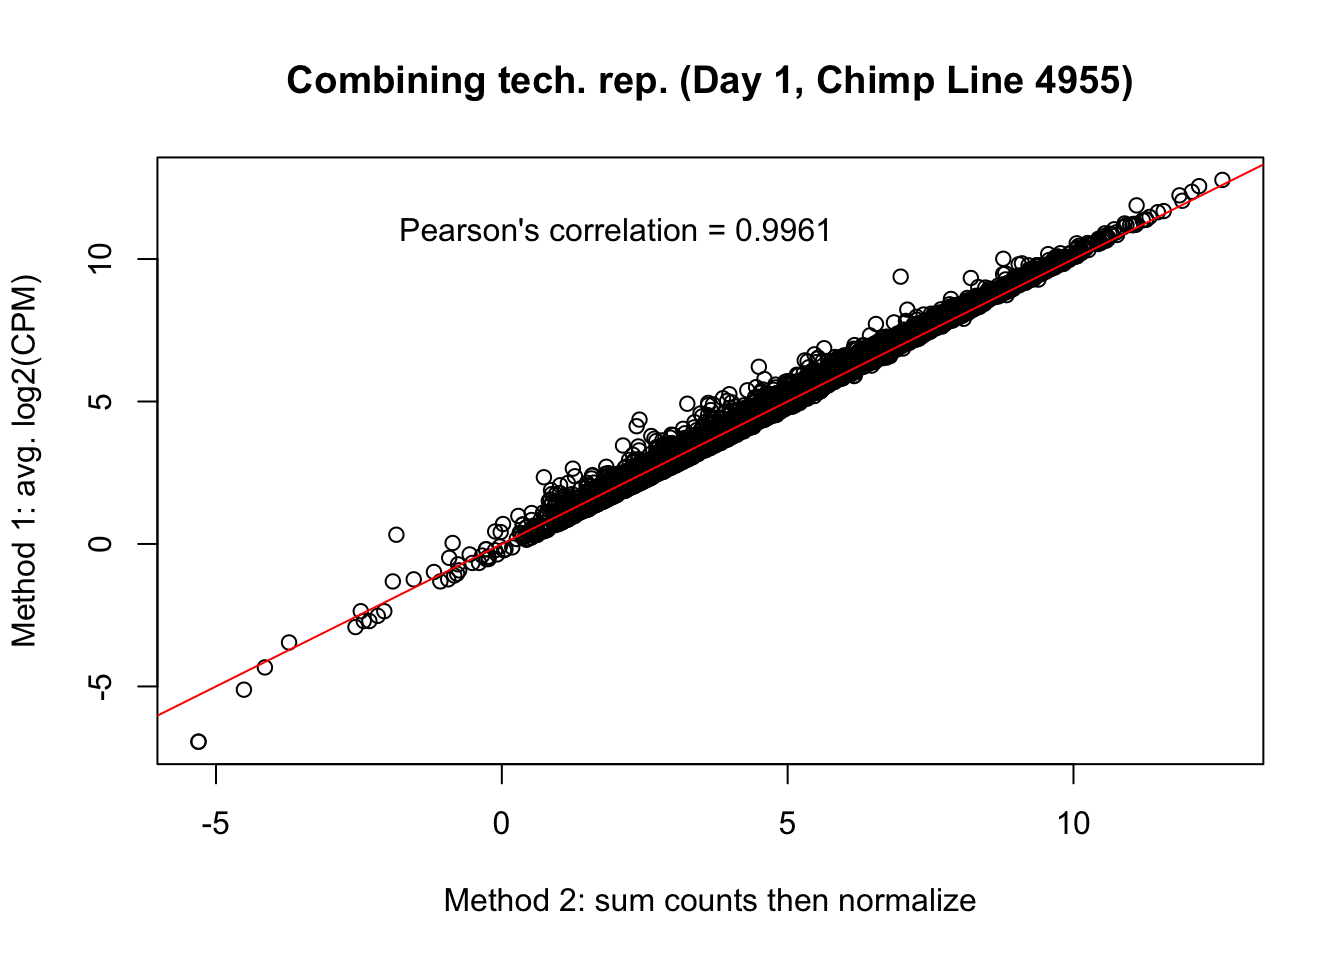 Combining tech. rep. (Day 1, Chimp Line 4955)
Pearson's correlation = 0.9961
Method 1: avg. log2(CPM)
10
5
0
-5
-5 0 5 10
Method 2: sum counts then normalize